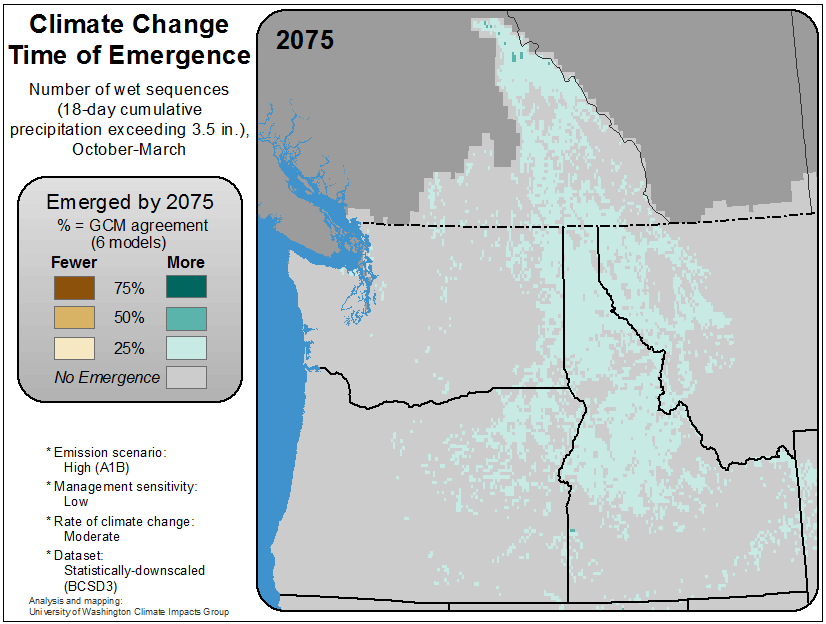 Climate Change
Time of Emergence
Number of wet sequences
(18-day cumulative
precipitation exceeding 3.5 in.),
October-March
Emerged by 2075
% = GCM agreement
(6 models)
Fewer More
75%
50%
25%
No Emergence
* Emission scenario:
High (A1B)
* Management sensitivity:
Low
* Rate of climate change:
Moderate
* Dataset:
Statistically-downscaled
(BCSD3)
Analysis and mapping:
University of Washington Climate Impacts Group
2075